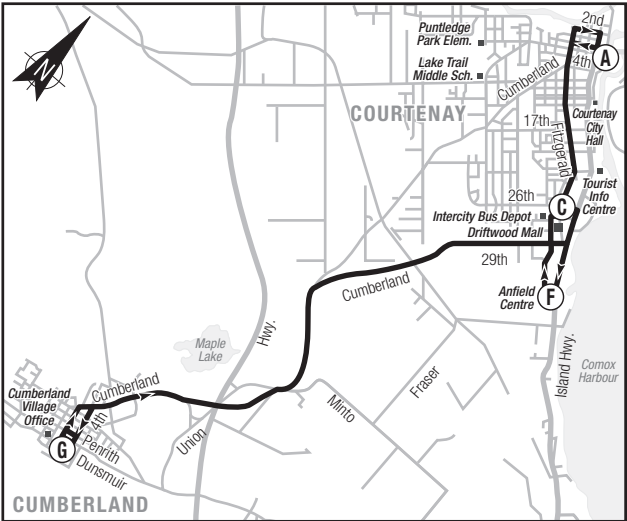 2nd
Puntledge
Park Elem.
4th
A
Lake Trail
Middle Sch.
Cumberland
N
COURTENAY
Courtenay
City
Hall
17th
Fitzgerald
Tourist
Info
Centre
26th
C
Intercity Bus Depot
Driftwood Mall
29th
Cumberland
Anfield
Centre
F
Hwy.
Maple
Lake
Island Hwy.
Comox
Harbour
Fraser
Minto
Cumberland
Cumberland
Village
Office
4th
Union
G
Penrith
Dunsmuir
CUMBERLAND